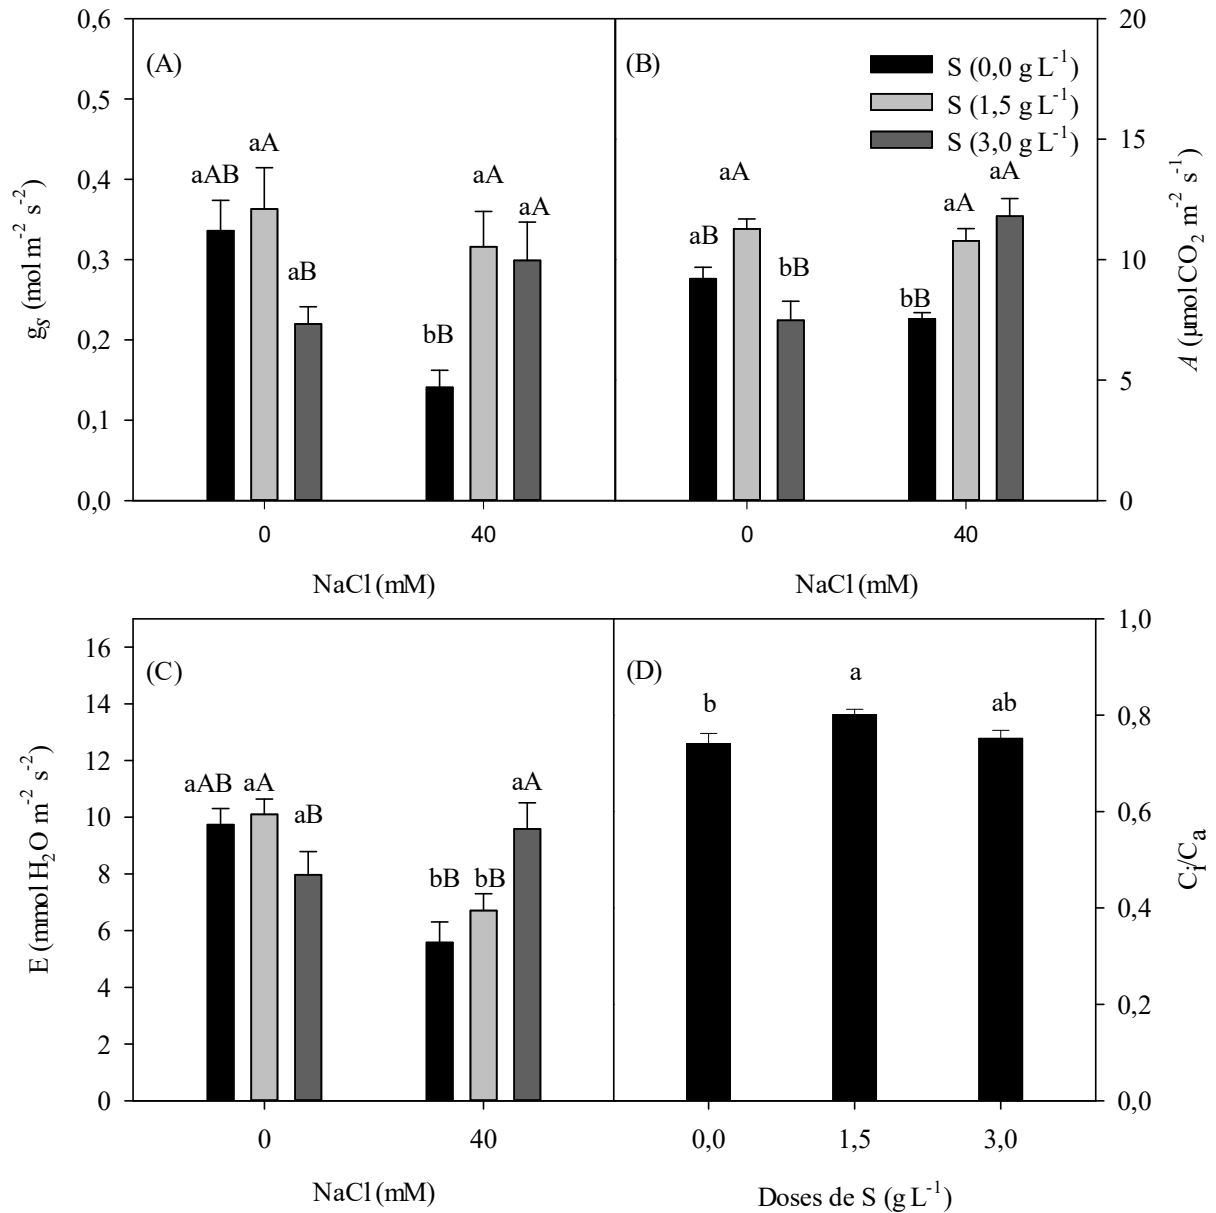 (A)
0,6
0,5
0,4
0,3
0,2
0,1
0,0
gS (mol m-2 s-2)
aAB
aA
aB
bB
aA
aA
0
40
NaCl (mM)
(B)
S (0,0 g L-1)
S (1,5 g L-1)
S (3,0 g L-1)
aB
aA
bB
bB
aA
aA
20
15
10
5
0
A (µmol CO2 m-2 s-1)
0
40
NaCl (mM)
(C)
16
14
12
10
8
6
4
2
0
E (mmol H2O m-2 s-2)
aAB
aA
aB
bB
bB
aA
0
40
NaCl (mM)
(D)
b
a
ab
1,0
0,8
0,6
0,4
0,2
0,0
Ci/Ca
0,0
1,5
3,0
Doses de S (g L-1)